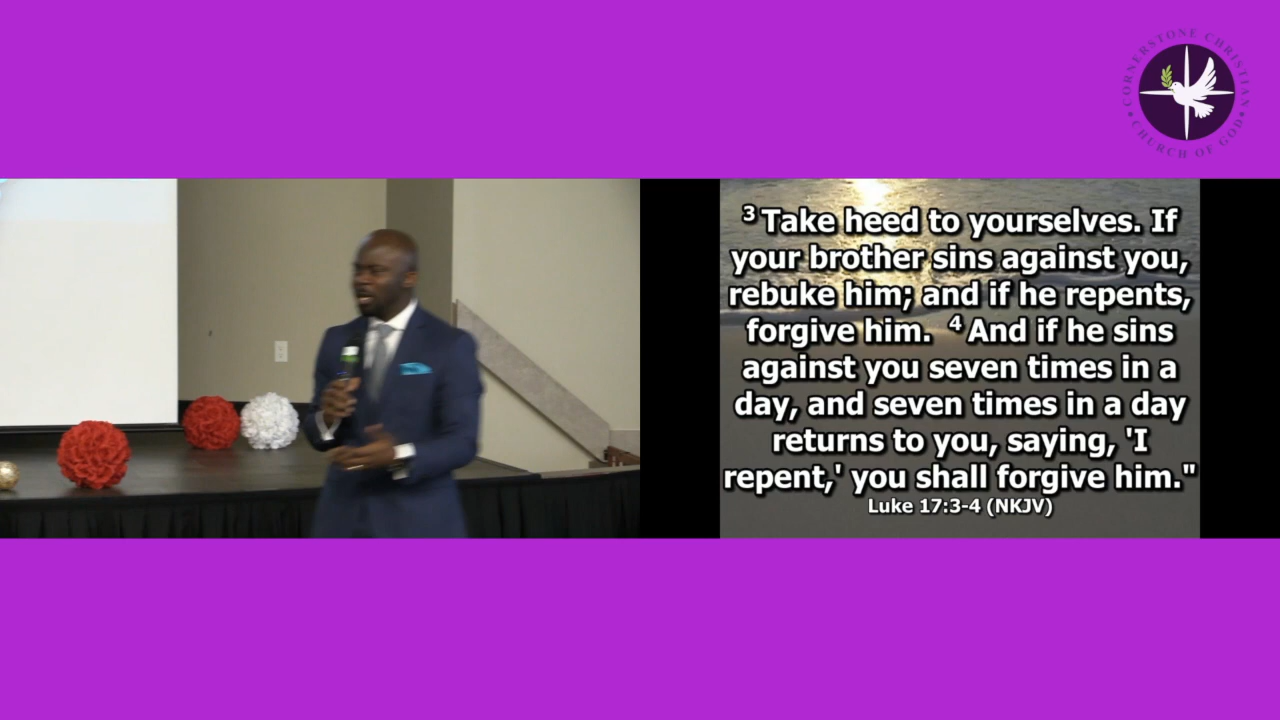 CORNERSTONE CHRISTIAN
CHURCH OF GOD
³ Take heed to yourselves. If
your brother sins against you,
rebuke him; and if he repents,
forgive him. ⁴ And if he sins
against you seven times in a
day, and seven times in a day
returns to you, saying, 'I
repent,' you shall forgive him."
Luke 17:3-4 (NKJV)